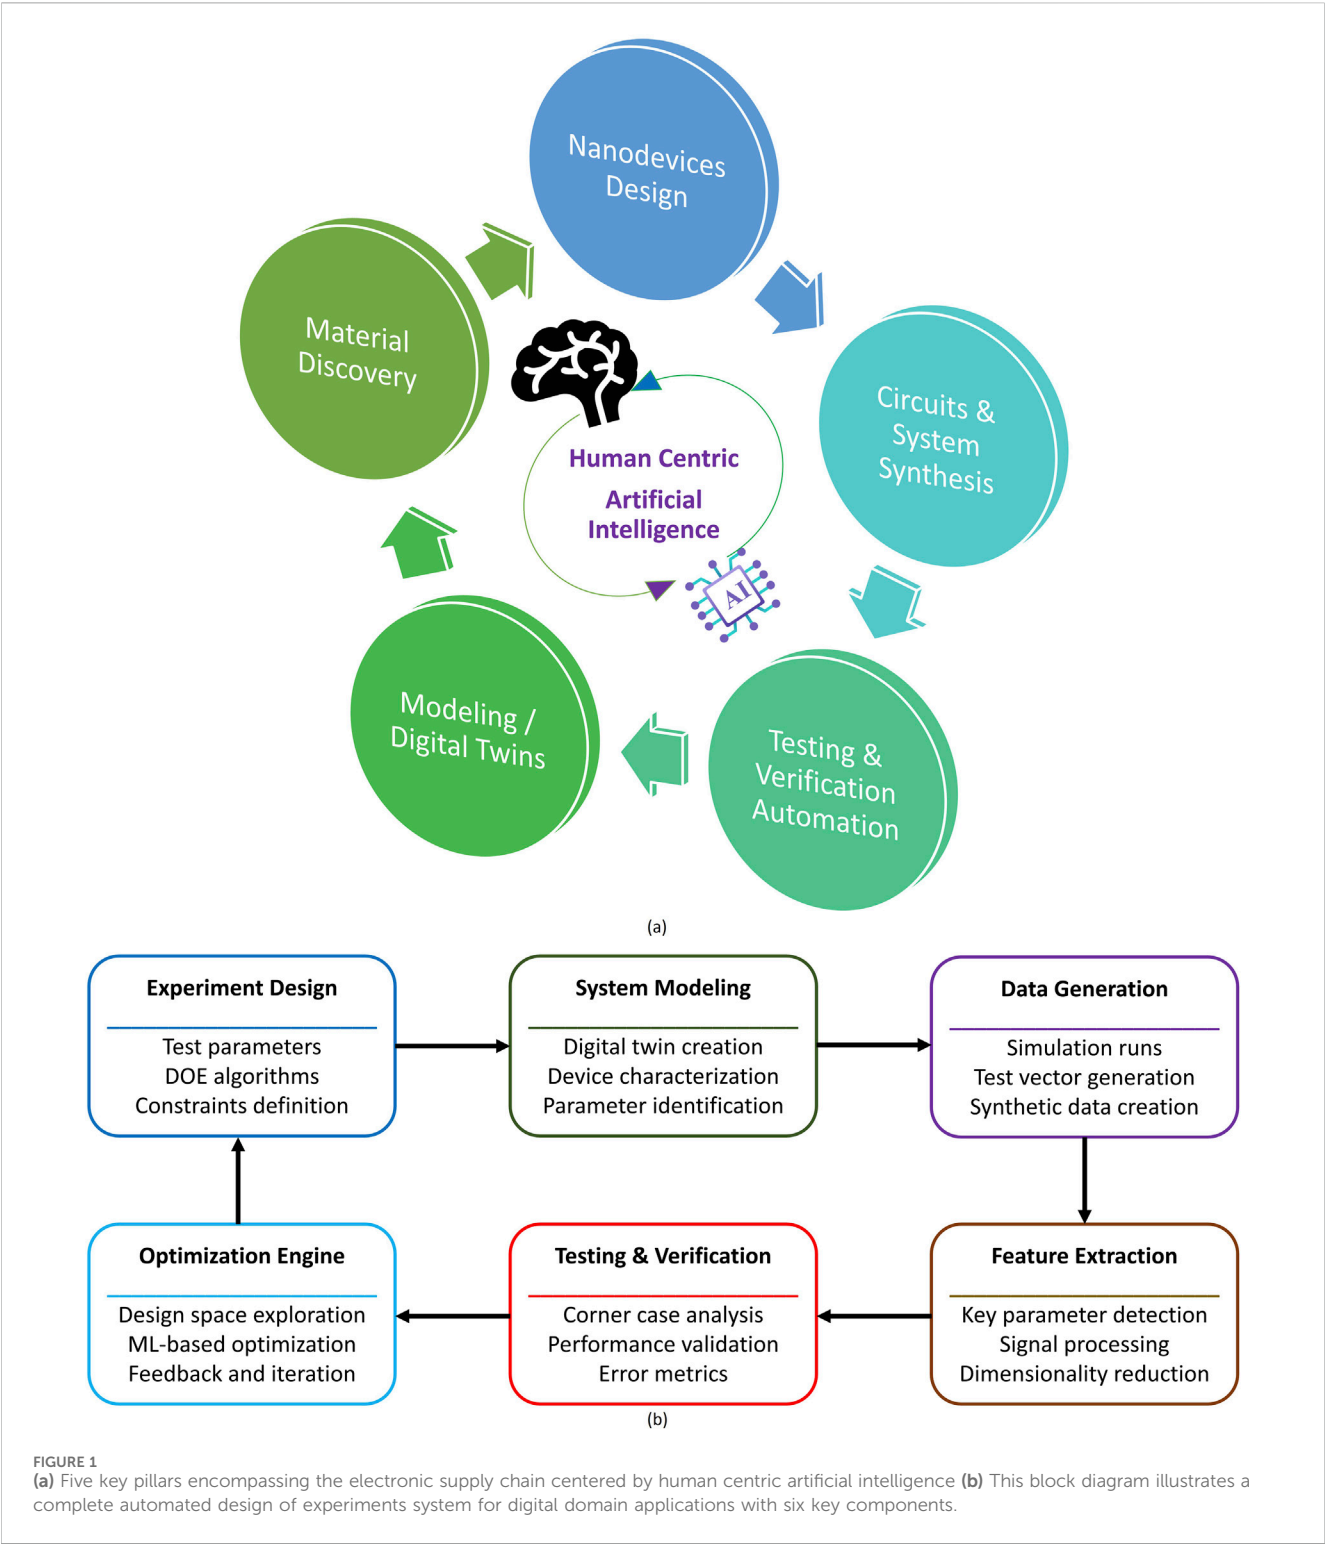 Nanodevices
Design
Material
Discovery
Circuits &
System
Synthesis
Human Centric
Artificial
Intelligence
AI
Modeling /
Digital Twins
Testing &
Verification
Automation
(a)
Experiment Design
Test parameters
DOE algorithms
Constraints definition
System Modeling
Digital twin creation
Device characterization
Parameter identification
Data Generation
Simulation runs
Test vector generation
Synthetic data creation
Optimization Engine
Design space exploration
ML-based optimization
Feedback and iteration
Testing & Verification
Corner case analysis
Performance validation
Error metrics
Feature Extraction
Key parameter detection
Signal processing
Dimensionality reduction
(b)
FIGURE 1
(a) Five key pillars encompassing the electronic supply chain centered by human centric artificial intelligence (b) This block diagram illustrates a
complete automated design of experiments system for digital domain applications with six key components.